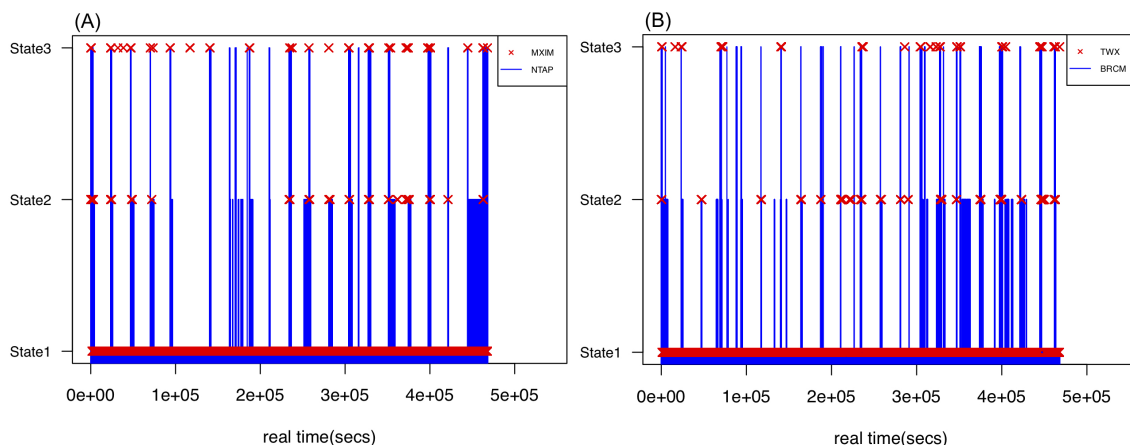 (A)
State3
State2
State1
× MXIM
NTAP
0e+00 1e+05 2e+05 3e+05 4e+05 5e+05
real time(secs)
(B)
State3
State2
State1
× TWX
BRCM
0e+00 1e+05 2e+05 3e+05 4e+05 5e+05
real time(secs)